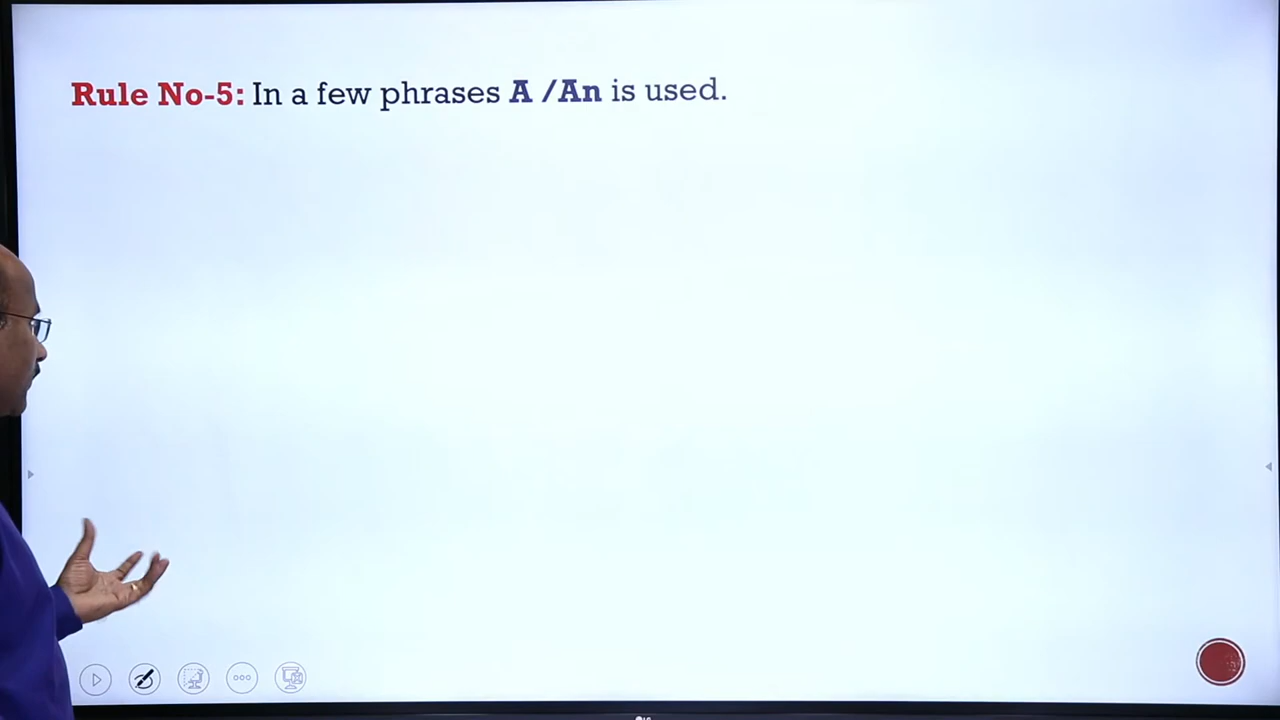 Rule No-5: In a few phrases A /An is used.